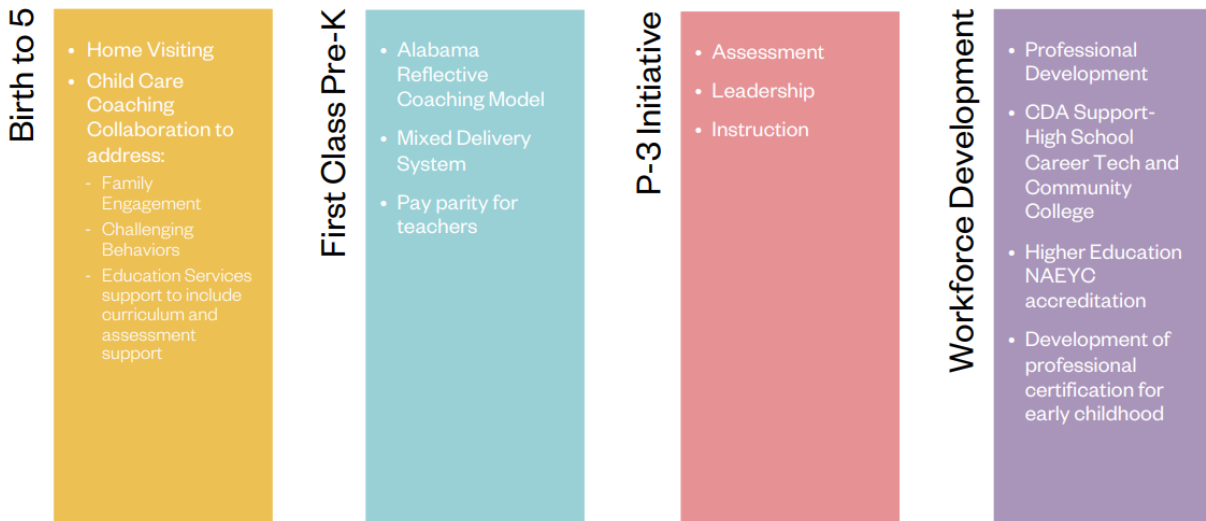 Birth to 5
• Home Visiting
• Child Care
Coaching
Collaboration to
address:
- Family
Engagement
- Challenging
Behaviors
- Education Services
support to include
curriculum and
assessment
support
First Class Pre-K
• Alabama
Reflective
Coaching Model
• Mixed Delivery
System
• Pay parity for
teachers
P-3 Initiative
• Assessment
• Leadership
• Instruction
Workforce Development
• Professional
Development
• CDA Support-
High School
Career Tech and
Community
College
• Higher Education
NAEYC
accreditation
• Development of
professional
certification for
early childhood